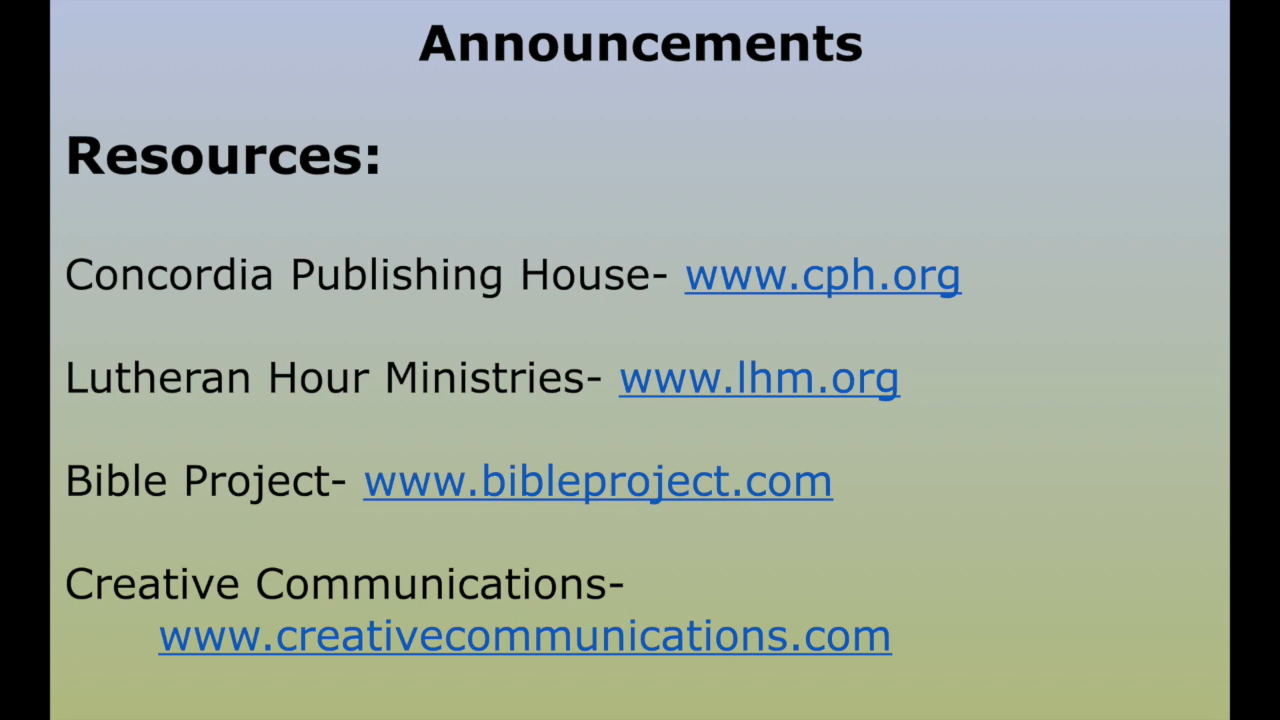 Announcements
Resources:
Concordia Publishing House- www.cph.org
Lutheran Hour Ministries- www.lhm.org
Bible Project- www.bibleproject.com
Creative Communications-
www.creativecommunications.com